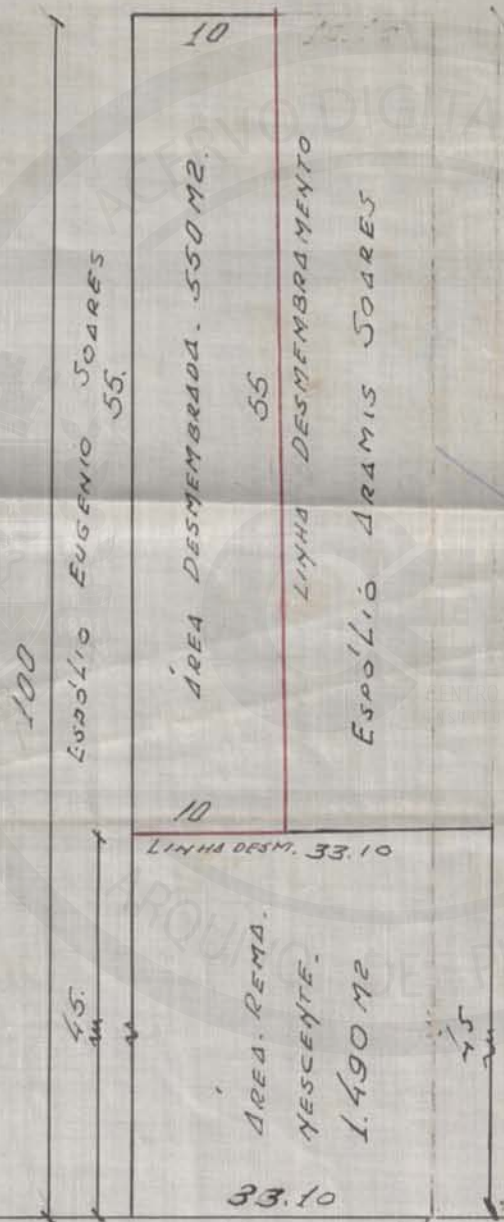 10
ESPÓLIO EUGENIO SOARES
55.
100
ÁREA DESMEMBRADA. 550 M2.
55
LINHA DESMEMBRAMENTO
ESPÓLIO ARAMIS SOARES
10
LINHA DESM. 33.10
45.
ÁREA. REMA.
NESCENTE.
1.490 M2
45
33.10